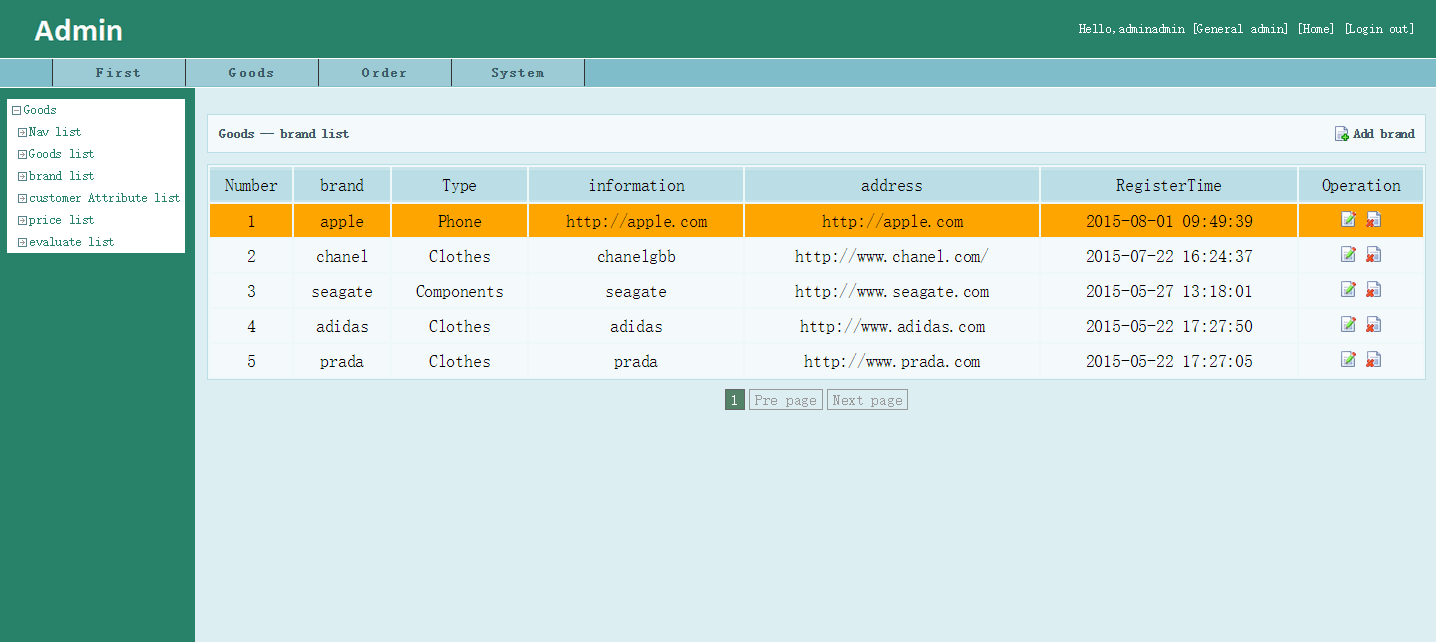 Admin
Hello,adminadmin [General admin] [Home] [Login out]
First Goods Order System
Goods
Nav list
Goods list
brand list
customer Attribute list
price list
evaluate list
Goods — brand list
Add brand
Number brand Type information address RegisterTime Operation
1 apple Phone http://apple.com http://apple.com 2015-08-01 09:49:39
2 chanel Clothes chanelgbb http://www.chanel.com/ 2015-07-22 16:24:37
3 seagate Components seagate http://www.seagate.com 2015-05-27 13:18:01
4 adidas Clothes adidas http://www.adidas.com 2015-05-22 17:27:50
5 prada Clothes prada http://www.prada.com 2015-05-22 17:27:05
1 Pre page Next page